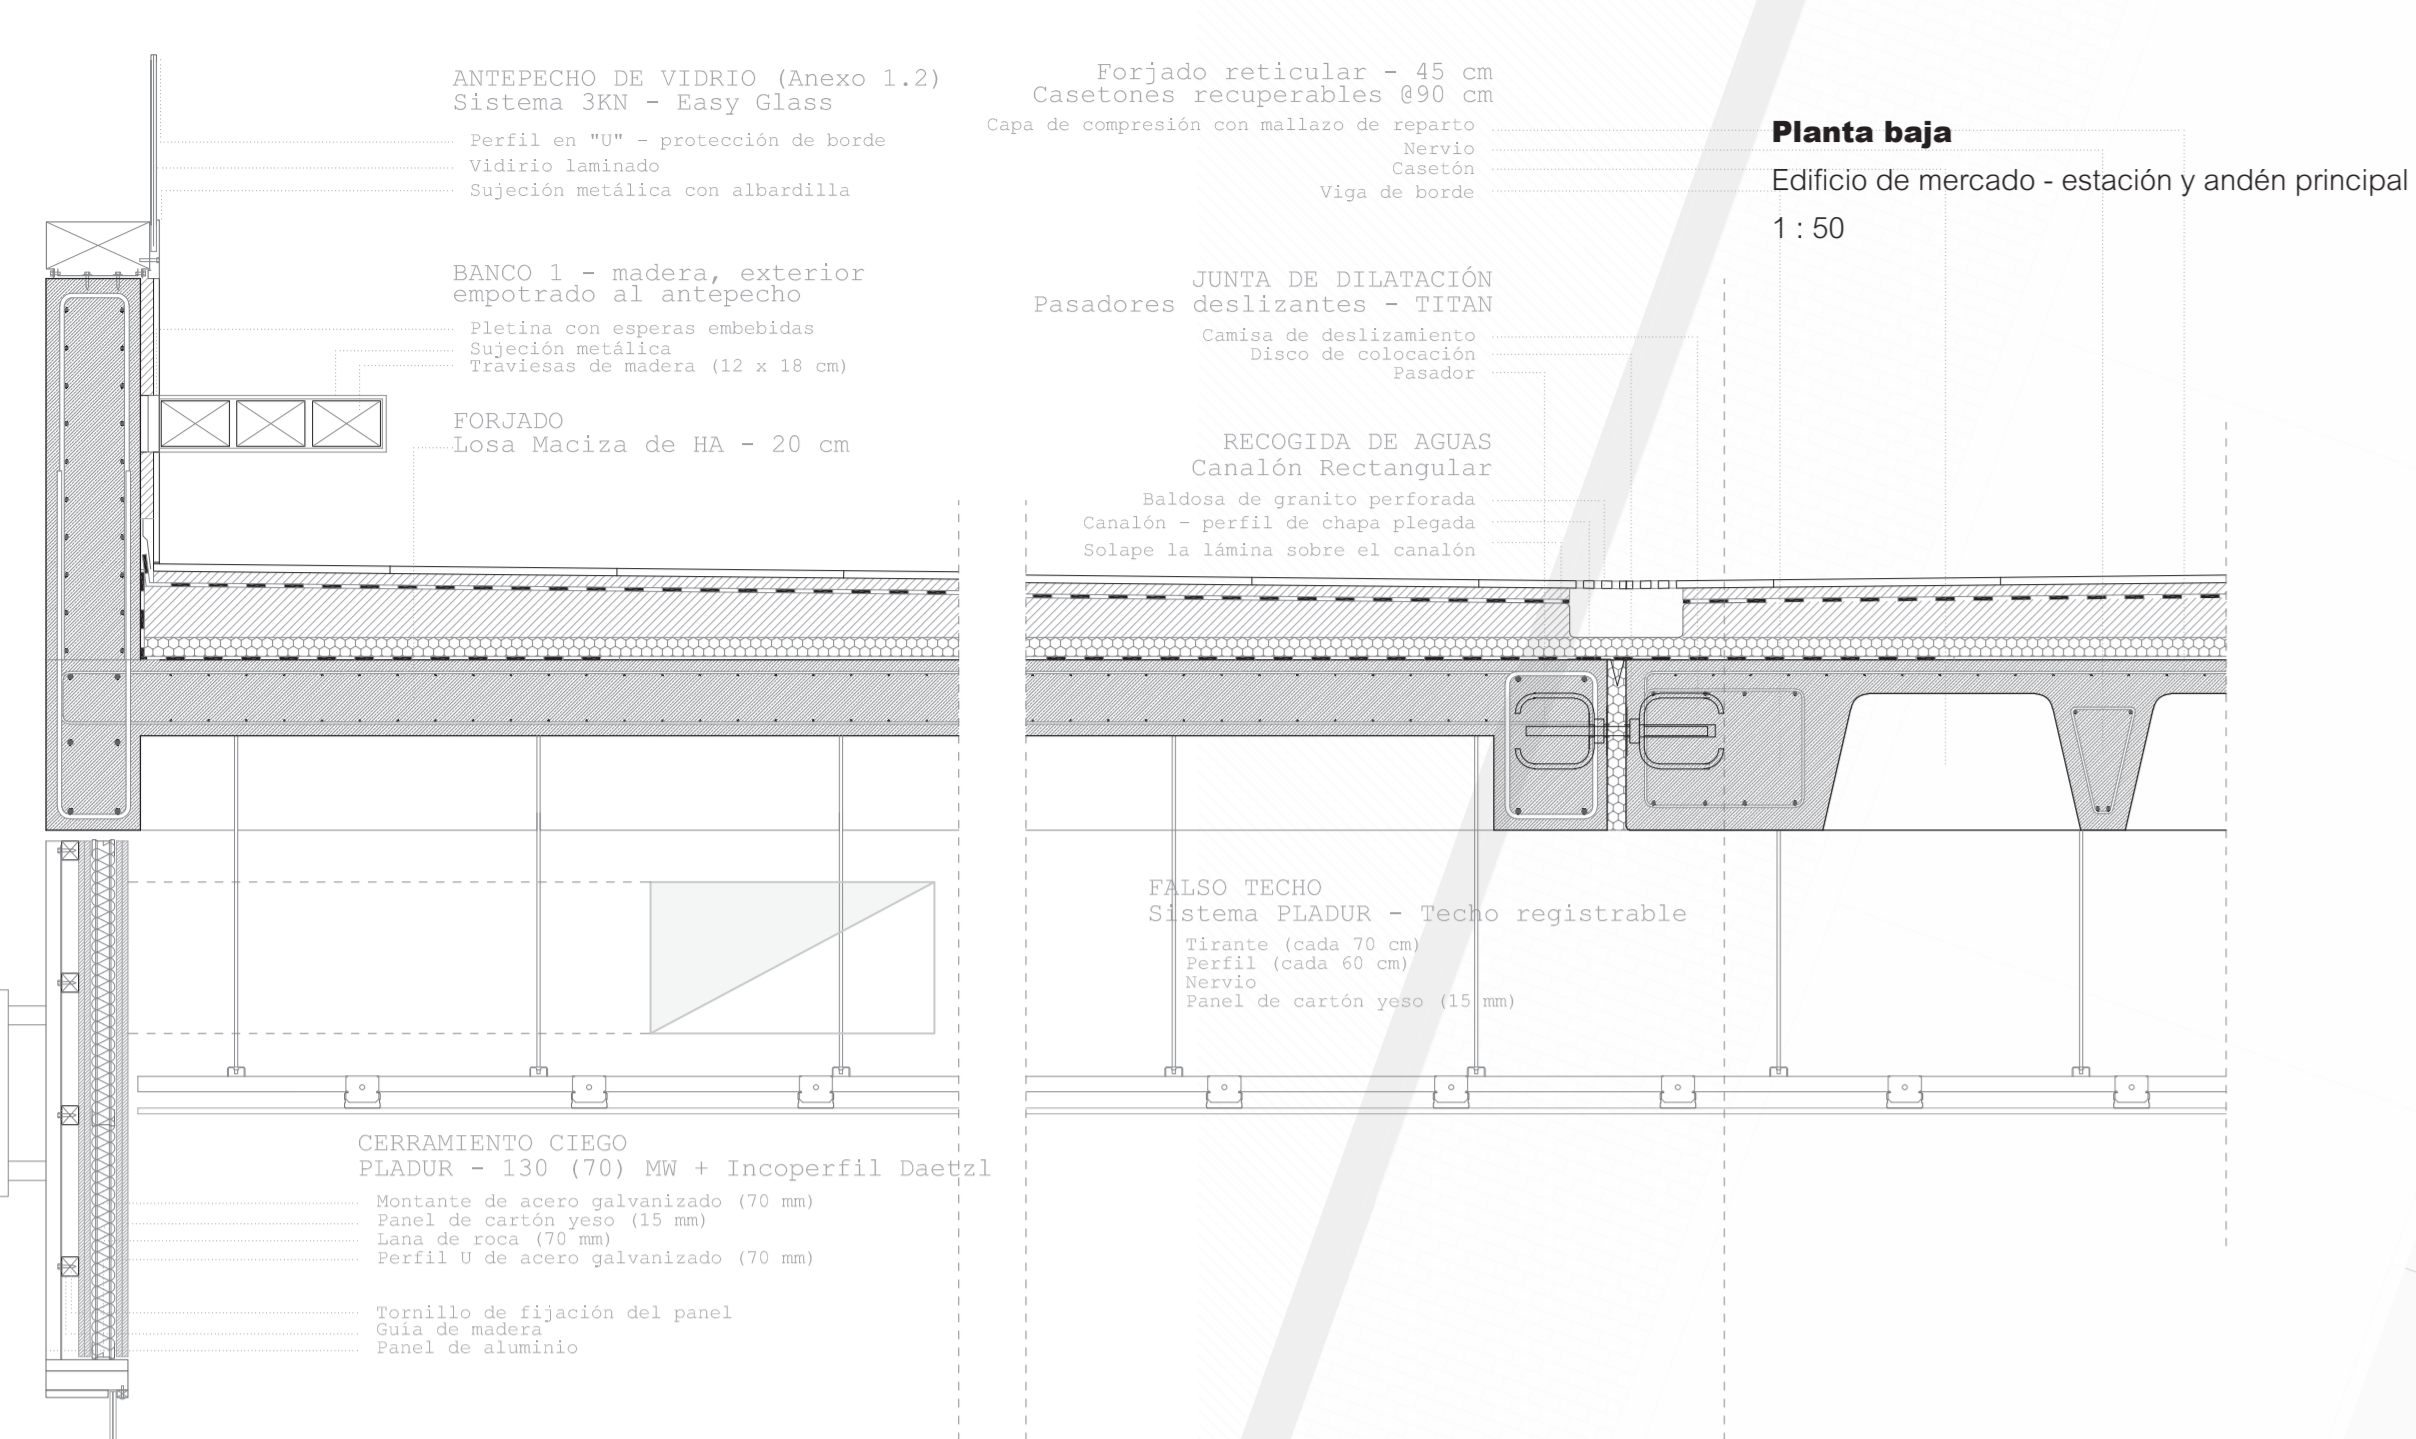 ANTEPECHO DE VIDRIO (Anexo 1.2)
Sistema 3KN - Easy Glass
Perfil en "U" - protección de borde
Vidirio laminado
Sujeción metálica con albardilla
BANCO 1 - madera, exterior
empotrado al antepecho
Pletina con esperas embebidas
Sujeción metálica
Traviesas de madera (12 x 18 cm)
FORJADO
Losa Maciza de HA - 20 cm
Forjado reticular - 45 cm
Casetones recuperables @90 cm
Capa de compresión con mallazo de reparto
Nervio
Casetón
Viga de borde
JUNTA DE DILATACIÓN
Pasadores deslizantes - TITAN
Camisa de deslizamiento
Disco de colocación
Pasador
RECOGIDA DE AGUAS
Canalón Rectangular
Baldosa de granito perforada
Canalón - perfil de chapa plegada
Solape la lámina sobre el canalón
Planta baja
Edificio de mercado - estación y andén principal
1 : 50
FALSO TECHO
Sistema PLADUR - Techo registrable
Tirante (cada 70 cm)
Perfil (cada 60 cm)
Nervio
Panel de cartón yeso (15 mm)
CERRAMIENTO CIEGO
PLADUR - 130 (70) MW + Incoperfil Daetzl
Montante de acero galvanizado (70 mm)
Panel de cartón yeso (15 mm)
Lana de roca (70 mm)
Perfil U de acero galvanizado (70 mm)
Tornillo de fijación del panel
Guía de madera
Panel de aluminio